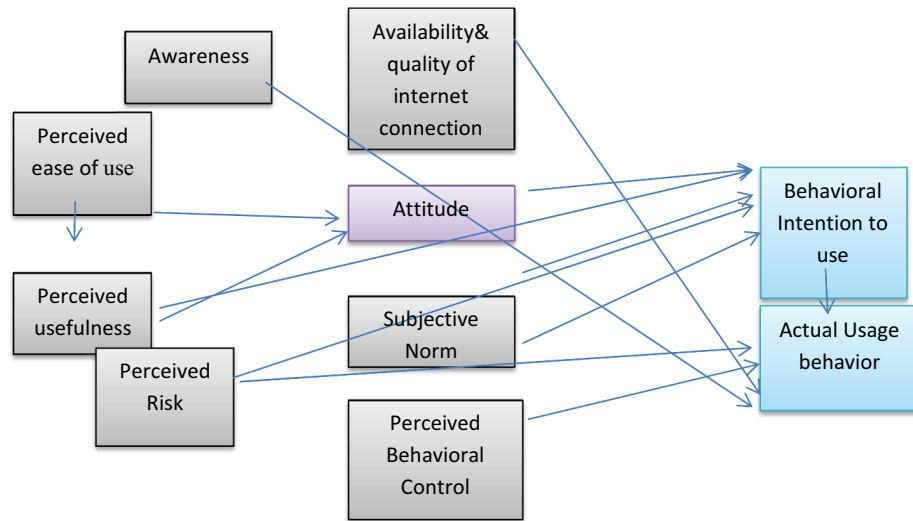 Awareness
Availability&
quality of
internet
connection
Perceived
ease of use
Attitude
Behavioral
Intention to
use
Perceived
usefulness
Subjective
Norm
Actual Usage
behavior
Perceived
Risk
Perceived
Behavioral
Control